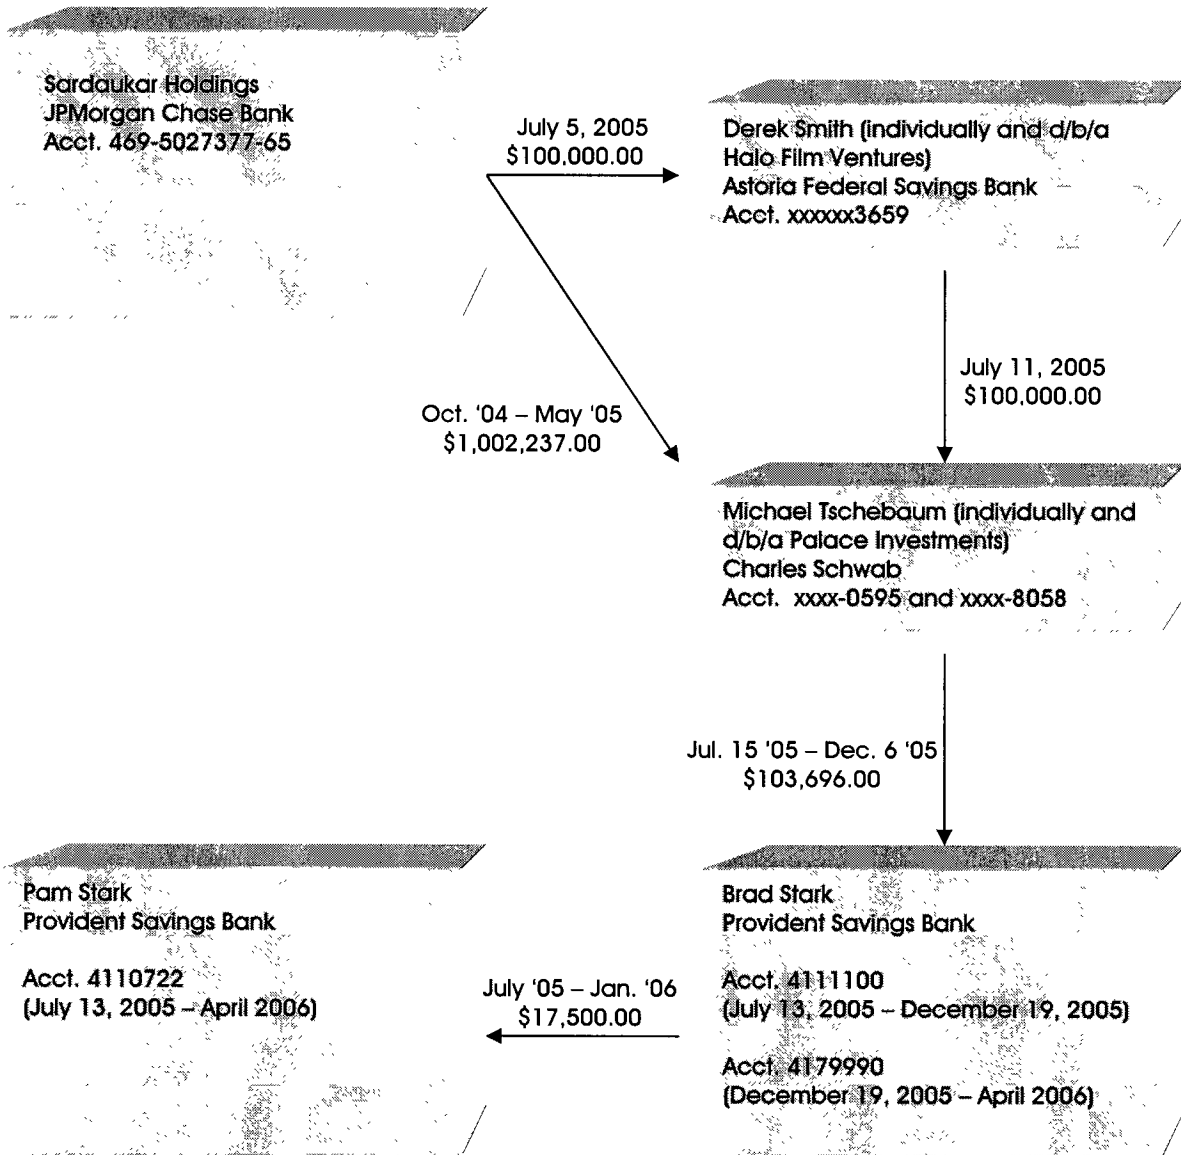 Sardaukar Holdings
JPMorgan Chase Bank
Acct. 469-5027377-65
July 5, 2005
$100,000.00
Derek Smith (individually and d/b/a
Halo Film Ventures)
Astoria Federal Savings Bank
Acct. xxxxxx3659
July 11, 2005
$100,000.00
Oct. '04 – May '05
$1,002,237.00
Michael Tschebaum (individually and
d/b/a Palace Investments)
Charles Schwab
Acct.  xxxx-0595 and xxxx-8058
Jul. 15 '05 – Dec. 6 '05
$103,696.00
Pam Stark
Provident Savings Bank
Acct. 4110722
(July 13, 2005 – April 2006)
July '05 – Jan. '06
$17,500.00
Brad Stark
Provident Savings Bank
Acct. 4111100
(July 13, 2005 – December 19, 2005)
Acct. 4179990
(December 19, 2005 – April 2006)